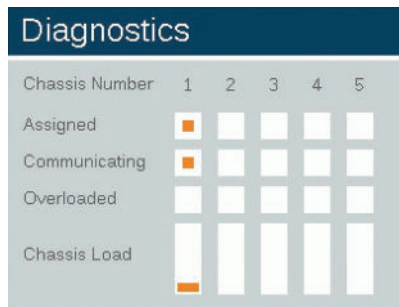 Diagnostics
Chassis Number 1 2 3 4 5
Assigned
Communicating
Overloaded
Chassis Load